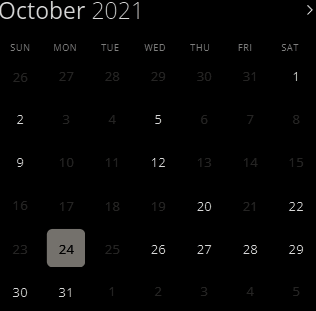 October 2021
SUN MON TUE WED THU FRI SAT
26 27 28 29 30 31 1
2 3 4 5 6 7 8
9 10 11 12 13 14 15
16 17 18 19 20 21 22
23 24 25 26 27 28 29
30 31 1 2 3 4 5